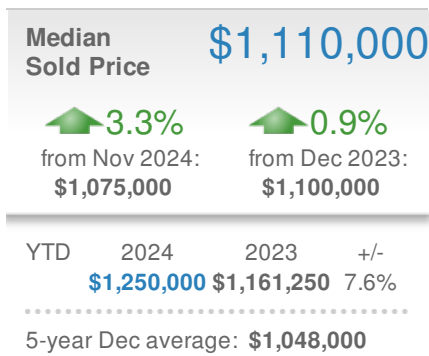 Median
Sold Price
$1,110,000
3.3%
from Nov 2024:
$1,075,000
0.9%
from Dec 2023:
$1,100,000
YTD 2024 2023 +/-
$1,250,000 $1,161,250 7.6%
5-year Dec average: $1,048,000